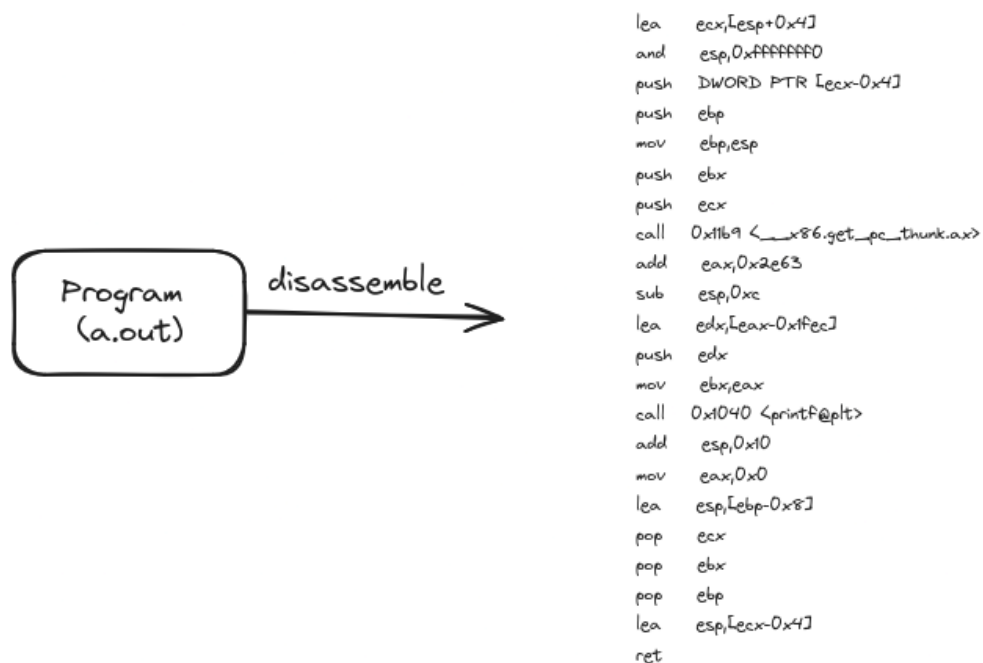 Program
(a.out)
disassemble
lea ecx,[esp+0x4]
and esp,0xfffffff0
push DWORD PTR [ecx-0x4]
push ebp
mov ebp,esp
push ebx
push ecx
call 0x11b9 <__x86.get_pc_thunk.ax>
add eax,0x2e63
sub esp,0xc
lea edx,[eax-0x1fec]
push edx
mov ebx,eax
call 0x1040 <printf@plt>
add esp,0x10
mov eax,0x0
lea esp,[ebp-0x8]
pop ecx
pop ebx
pop ebp
lea esp,[ecx-0x4]
ret